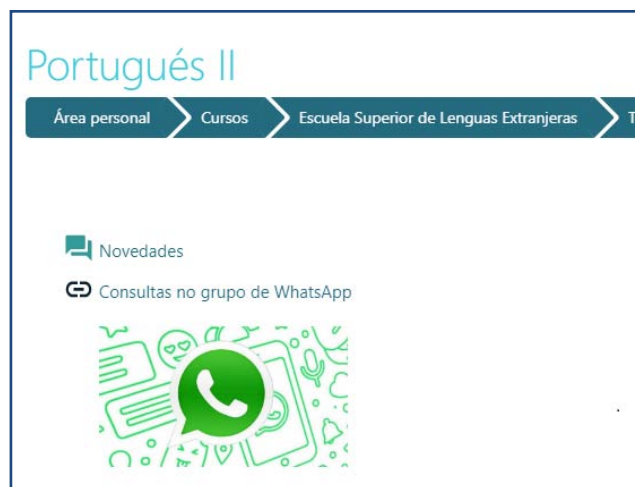 Portugués II
Área personal Cursos Escuela Superior de Lenguas Extranjeras T
Novedades
Consultas no grupo de WhatsApp